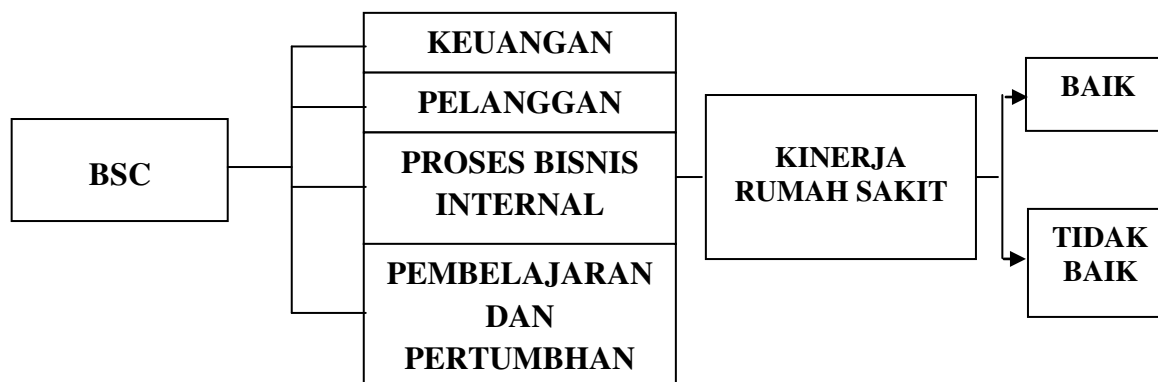 BSC
KEUANGAN
PELANGGAN
PROSES BISNIS
INTERNAL
PEMBELAJARAN
DAN
PERTUMBHAN
KINERJA
RUMAH SAKIT
BAIK
TIDAK
BAIK